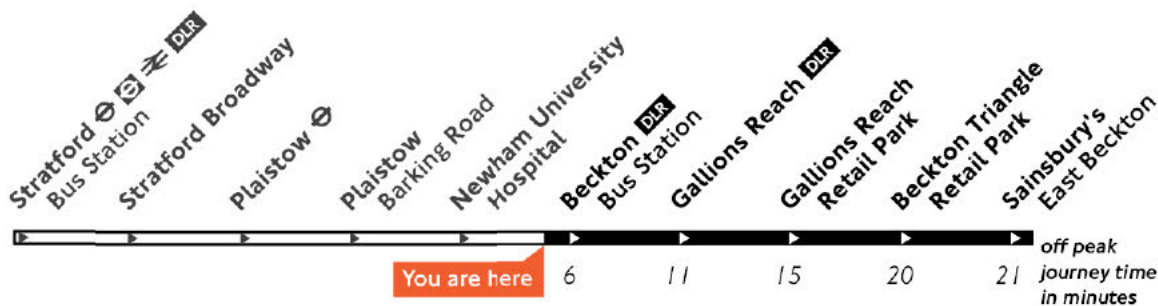 Stratford DLR
Bus Station
Stratford Broadway
Plaistow
Plaistow
Barking Road
Newham University
Hospital
Beckton DLR
Bus Station
Gallions Reach DLR
Gallions Reach
Retail Park
Beckton Triangle
Retail Park
Sainsbury's
East Beckton
You are here
6
11
15
20
21
off peak
journey time
in minutes